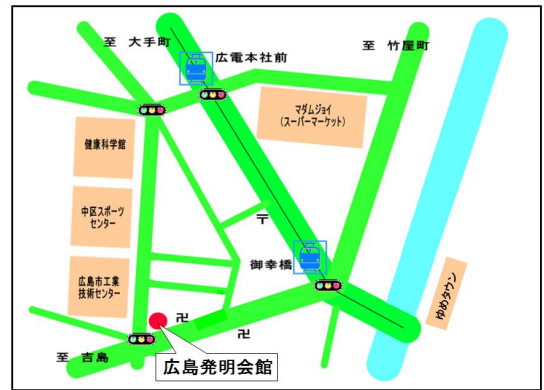 至 大手町
広電本社前
至 竹屋町
マダムジョイ
(スーパーマーケット)
健康科学館
中区スポーツ
センター
〒
御幸橋
広島市工業
技術センター
ゆめタウン
卍
卍
至 吉島
広島発明会館